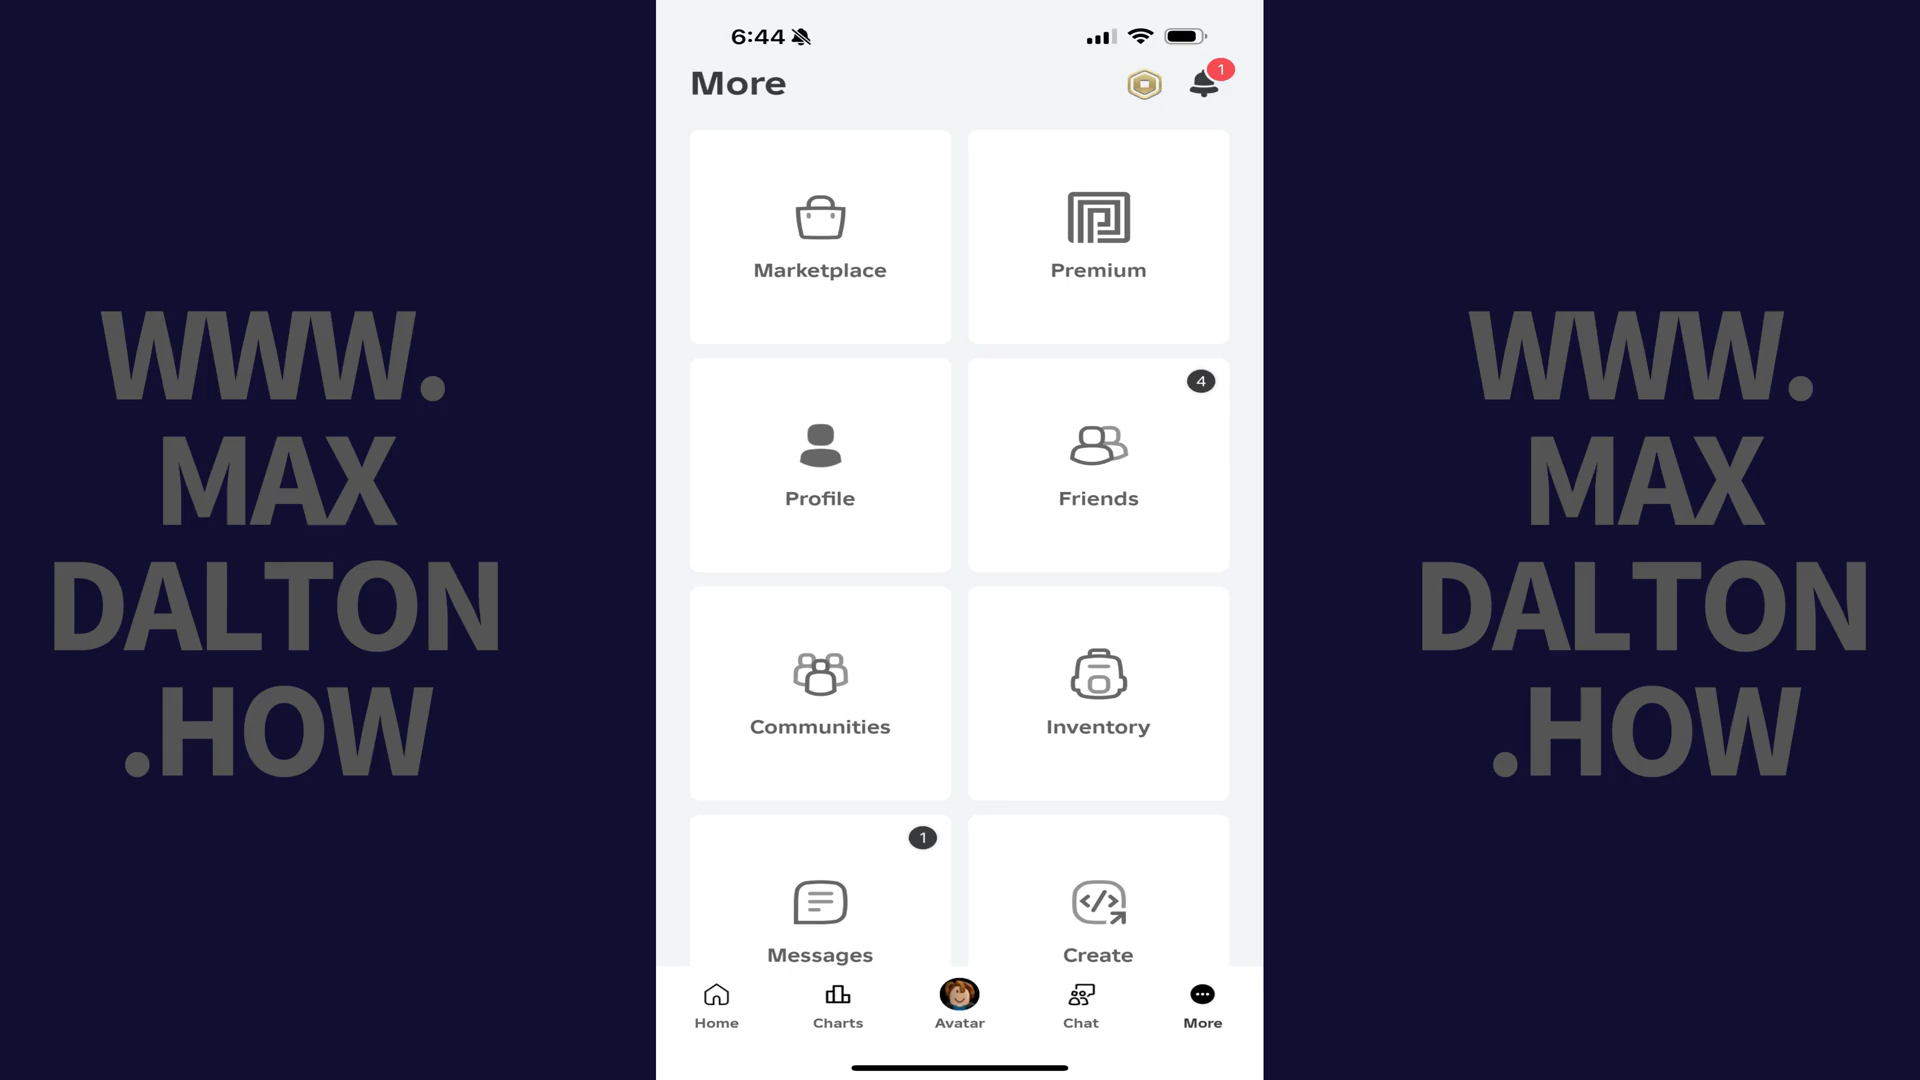 6:44
More
1
Marketplace
Premium
4
Profile
Friends
Communities
Inventory
1
Messages
Create
Home
Charts
Avatar
Chat
More
WWW.
MAX
DALTON
.HOW
WWW.
MAX
DALTON
.HOW